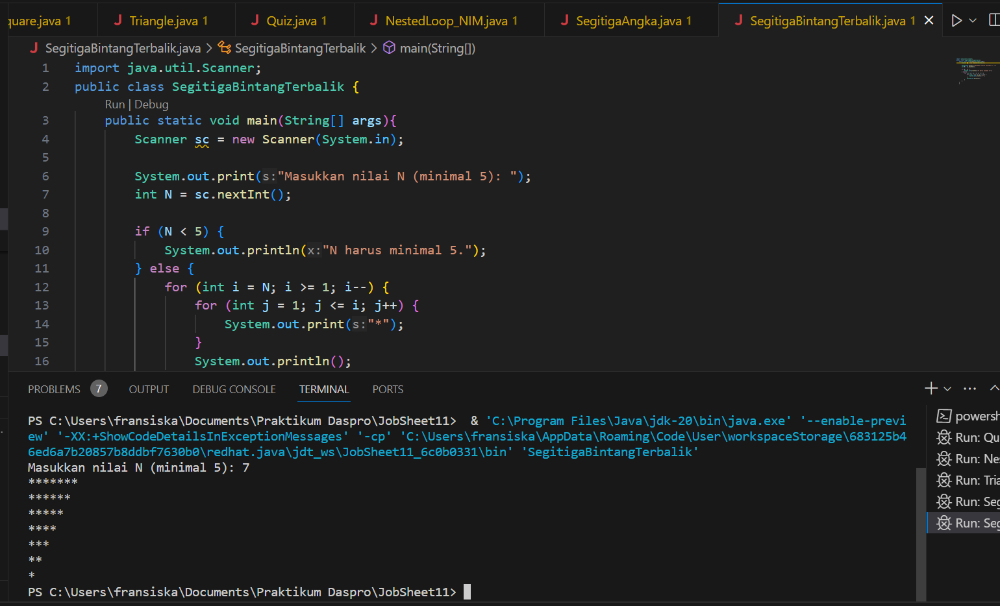 quare.java 1
J Triangle.java 1
J Quiz.java 1
J NestedLoop_NIM.java 1
J SegitigaAngka.java 1
J SegitigaBintangTerbalik.java 1
J SegitigaBintangTerbalik.java > SegitigaBintangTerbalik > main(String[])
1 import java.util.Scanner;
2 public class SegitigaBintangTerbalik {
Run | Debug
3 public static void main(String[] args){
4 Scanner sc = new Scanner(System.in);
5
6 System.out.print(s:"Masukkan nilai N (minimal 5): ");
7 int N = sc.nextInt();
8
9 if (N < 5) {
10 System.out.println(x:"N harus minimal 5.");
11 } else {
12 for (int i = N; i >= 1; i--) {
13 for (int j = 1; j <= i; j++) {
14 System.out.print(s:"*");
15 }
16 System.out.println();
PROBLEMS 7 OUTPUT DEBUG CONSOLE TERMINAL PORTS
PS C:\Users\fransiska\Documents\Praktikum Daspro\JobSheet11> & 'C:\Program Files\Java\jdk-20\bin\java.exe' '--enable-previ
ew' '-XX:+ShowCodeDetailsInExceptionMessages' '-cp' 'C:\Users\fransiska\AppData\Roaming\Code\User\workspaceStorage\683125b4
6ed6a7b20857b8ddbf7630b0\redhat.java\jdt_ws\JobSheet11_6c0b0331\bin' 'SegitigaBintangTerbalik'
Masukkan nilai N (minimal 5): 7
*******
******
*****
****
***
**
*
PS C:\Users\fransiska\Documents\Praktikum Daspro\JobSheet11>
powersh
Run: Qu
Run: Nes
Run: Tria
Run: Seg
Run: Seg